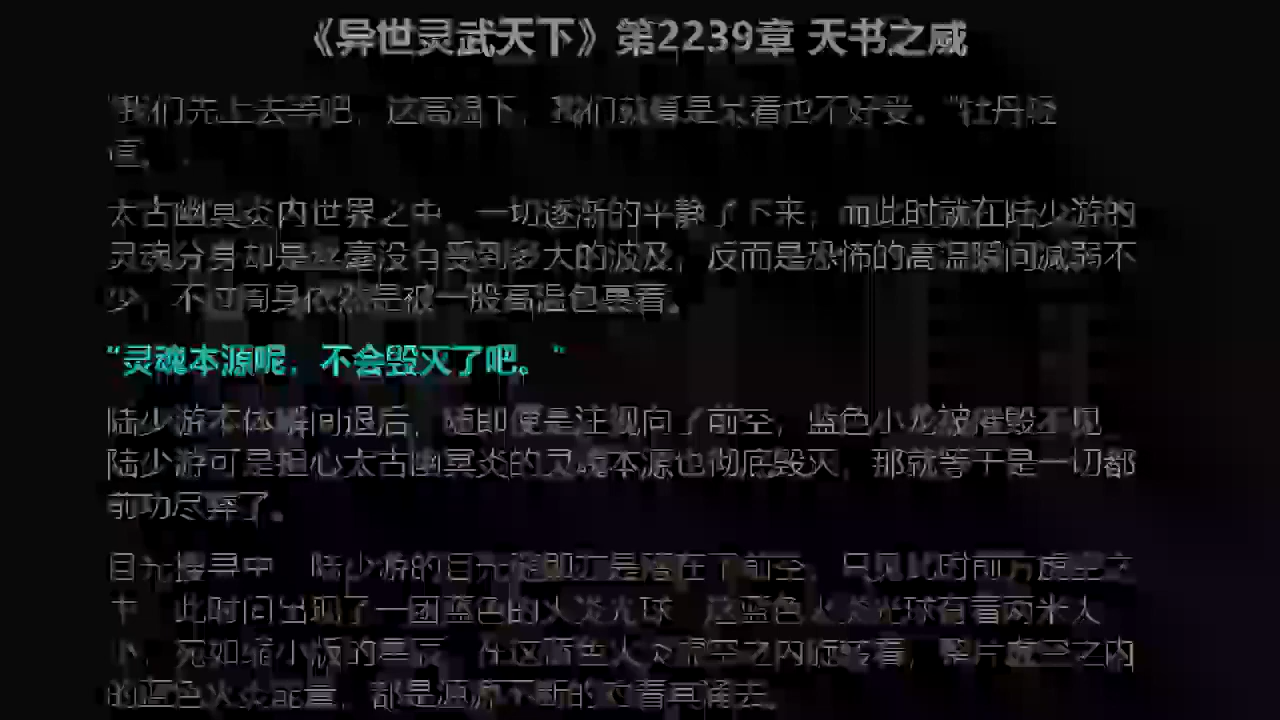 《异世灵武天下》第2239章 天书之威
“我们先上去等吧，这高温下，我们就算是呆着也不好受。”牡丹轻
道。
太古幽冥炎内世界之中，一切逐渐的平静了下来，而此时就在陆少游的
灵魂分身却是丝毫没有受到多大的波及，反而是恐怖的高温瞬间减弱不
少，不过周身依然是被一股高温包裹着。
“灵魂本源呢，不会毁灭了吧。”
陆少游本体瞬间退后，随即便是注视向了前空，蓝色小龙被摧毁不见
陆少游可是担心太古幽冥炎的灵魂本源也彻底毁灭，那就等于是一切都
前功尽弃了。
目光搜寻中，陆少游的目光随即于是落在了前空，只见此时前方虚空之
中，此时间出现了一团蓝色的火炎光球，这蓝色火炎光球有着两米大
小，宛如缩小版的星辰，在这蓝色火炎虚空之内旋转着，整片虚空之内
的蓝色火炎能量，都是源源不断的对着其涌去。